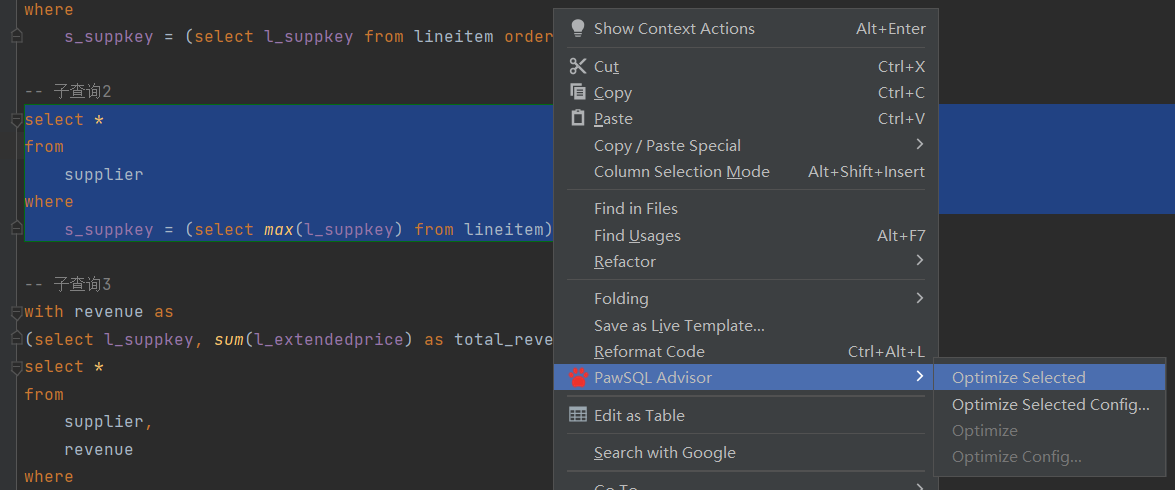 where
s_suppkey = (select l_suppkey from lineitem order
-- 子查询2
select *
from
supplier
where
s_suppkey = (select max(l_suppkey) from lineitem)
-- 子查询3
with revenue as
(select l_suppkey, sum(l_extendedprice) as total_reve
select *
from
supplier,
revenue
where
Show Context Actions Alt+Enter
Cut Ctrl+X
Copy Ctrl+C
Paste Ctrl+V
Copy / Paste Special
Column Selection Mode Alt+Shift+Insert
Find in Files
Find Usages Alt+F7
Refactor
Folding
Save as Live Template...
Reformat Code Ctrl+Alt+L
PawSQL Advisor
Edit as Table
Search with Google
Go To
Optimize Selected
Optimize Selected Config...
Optimize
Optimize Config...